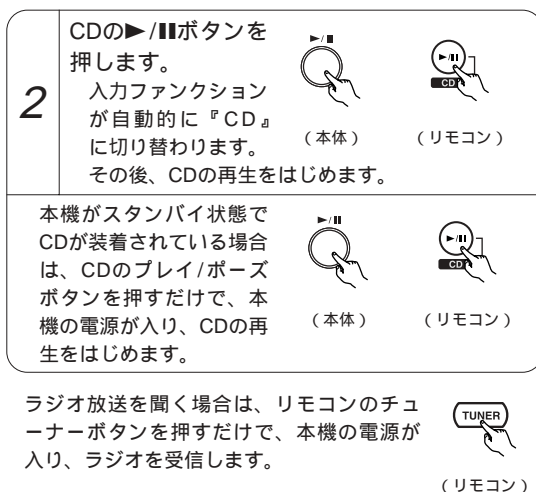 2
CDの►/IIボタンを
押します。
入力ファンクション
が自動的に『CD』
に切り替わります。
その後、CDの再生をはじめます。
►/II
（本体）
►/II
CD
（リモコン）
本機がスタンバイ状態で
CDが装着されている場合
は、CDのプレイ/ポーズ
ボタンを押すだけで、本
機の電源が入り、CDの再
生をはじめます。
►/II
（本体）
►/II
CD
（リモコン）
ラジオ放送を聞く場合は、リモコンのチュ
ーナーボタンを押すだけで、本機の電源が
入り、ラジオを受信します。
TUNER
（リモコン）